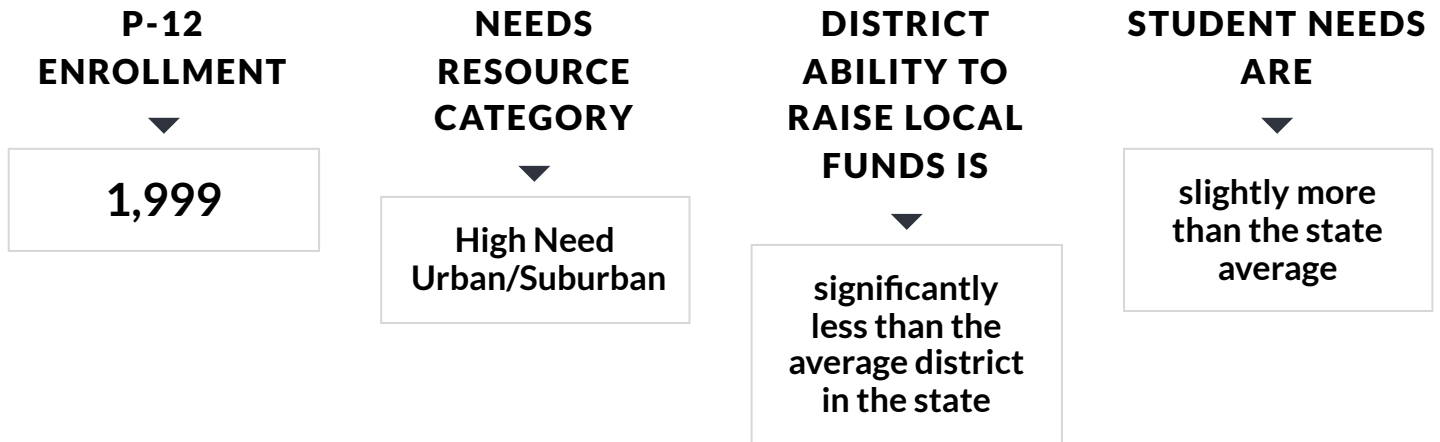 P-12
ENROLLMENT
1,999
NEEDS
RESOURCE
CATEGORY
High Need
Urban/Suburban
DISTRICT
ABILITY TO
RAISE LOCAL
FUNDS IS
significantly
less than the
average district
in the state
STUDENT NEEDS
ARE
slightly more
than the state
average